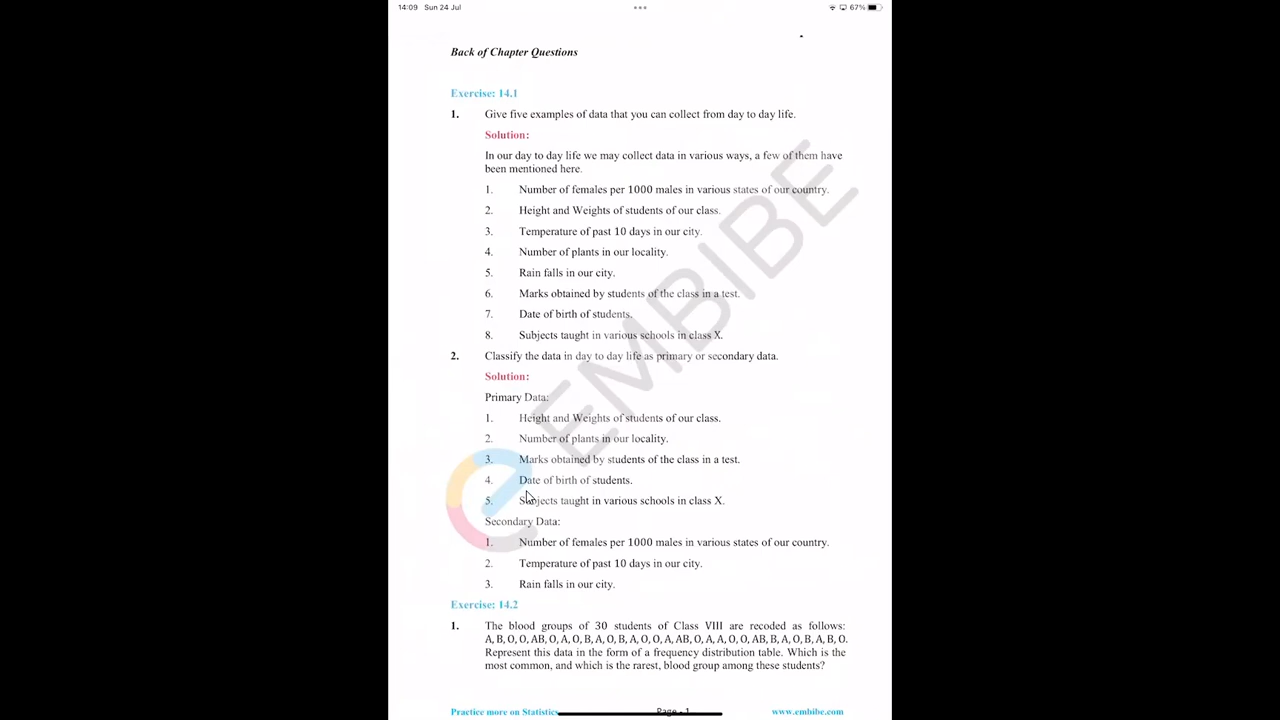 14:09 Sun 24 Jul
67%
Back of Chapter Questions
Exercise: 14.1
1. Give five examples of data that you can collect from day to day life.
Solution:
In our day to day life we may collect data in various ways, a few of them have
been mentioned here.
1. Number of females per 1000 males in various states of our country.
2. Height and Weights of students of our class.
3. Temperature of past 10 days in our city.
4. Number of plants in our locality.
5. Rain falls in our city.
6. Marks obtained by students of the class in a test.
7. Date of birth of students.
8. Subjects taught in various schools in class X.
2. Classify the data in day to day life as primary or secondary data.
Solution:
Primary Data:
1. Height and Weights of students of our class.
2. Number of plants in our locality.
3. Marks obtained by students of the class in a test.
4. Date of birth of students.
5. Subjects taught in various schools in class X.
Secondary Data:
1. Number of females per 1000 males in various states of our country.
2. Temperature of past 10 days in our city.
3. Rain falls in our city.
Exercise: 14.2
1. The blood groups of 30 students of Class VIII are recoded as follows:
A, B, O, O, AB, O, A, O, B, A, O, B, A, O, O, A, AB, O, A, A, O, O, AB, B, A, O, B, A, B, O.
Represent this data in the form of a frequency distribution table. Which is the
most common, and which is the rarest, blood group among these students?
Practice more on Statistics Page - 1 www.embibe.com
EMBIBE